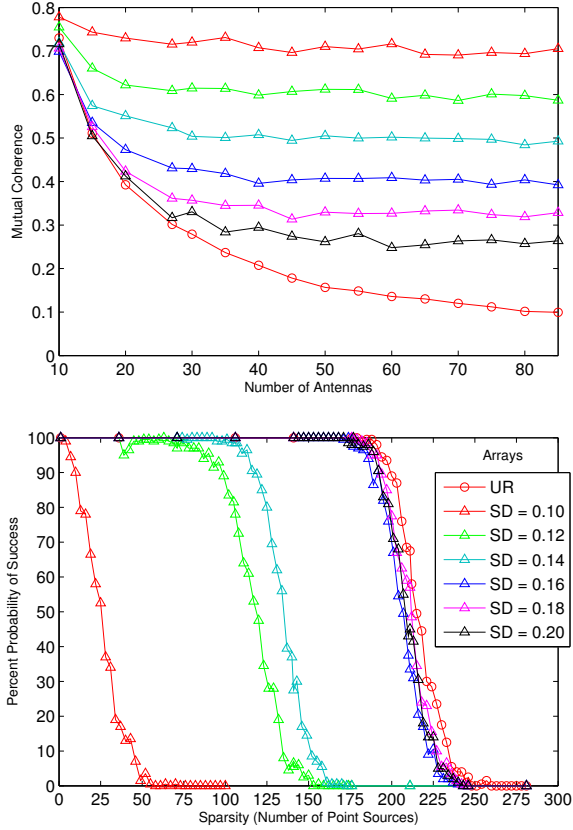 0.8
0.7
0.6
0.5
0.4
0.3
0.2
0.1
0
Mutual Coherence
10 20 30 40 50 60 70 80
Number of Antennas
100
90
80
70
60
50
40
30
20
10
0
Percent Probability of Success
0 25 50 75 100 125 150 175 200 225 250 275 300
Sparsity (Number of Point Sources)
Arrays
UR
SD = 0.10
SD = 0.12
SD = 0.14
SD = 0.16
SD = 0.18
SD = 0.20